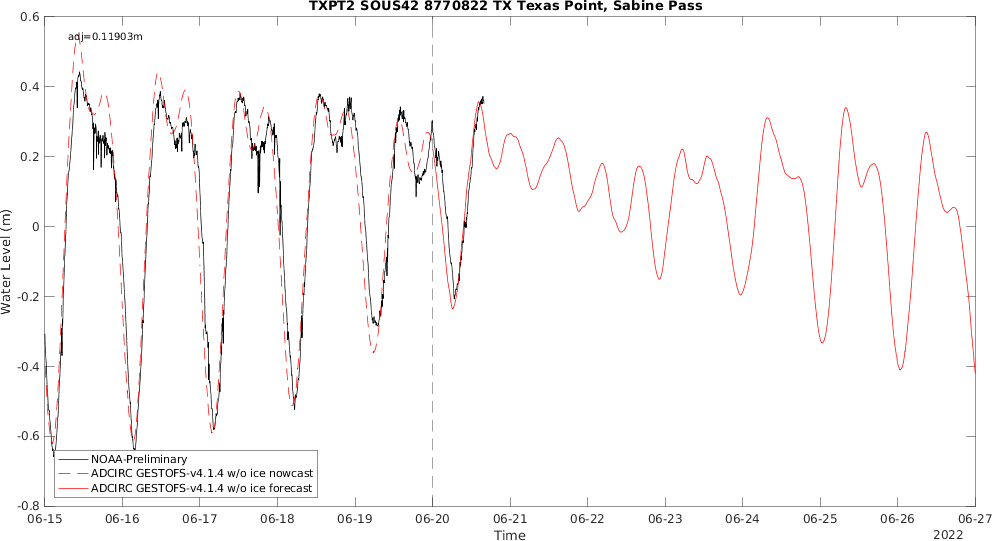 TXPT2 SOUS42 8770822 TX Texas Point, Sabine Pass
adj=0.11903m
0.6
0.4
0.2
0
-0.2
-0.4
-0.6
-0.8
Water Level (m)
NOAA-Preliminary
ADCIRC GESTOFS-v4.1.4 w/o ice nowcast
ADCIRC GESTOFS-v4.1.4 w/o ice forecast
06-15 06-16 06-17 06-18 06-19 06-20 06-21 06-22 06-23 06-24 06-25 06-26 06-27
Time
2022